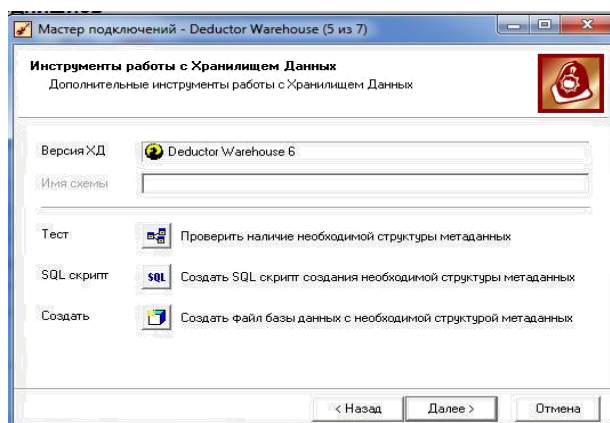 Мастер подключений - Deductor Warehouse (5 из 7)
Инструменты работы с Хранилищем Данных
Дополнительные инструменты работы с Хранилищем Данных
Версия ХД Deductor Warehouse 6
Имя схемы
Тест Проверить наличие необходимой структуры метаданных
SQL скрипт SQL Создать SQL скрипт создания необходимой структуры метаданных
Создать Создать файл базы данных с необходимой структурой метаданных
< Назад Далее > Отмена